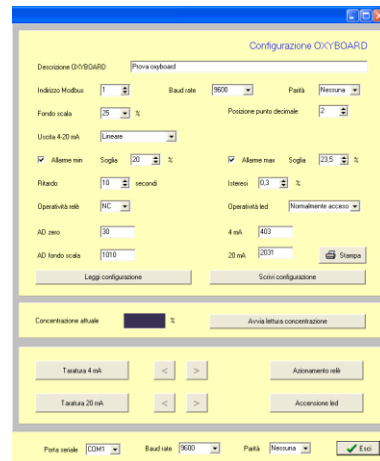 Configurazione OXYBOARD
Descrizione OXYBOARD Prova oxyboard
Indirizzo Modbus 1 Baud rate 9600 Parità Nessuna
Fondo scala 25 % Posizione punto decimale 2
Uscita 4-20 mA Lineare
Allarme min Soglia 20 % Allarme max Soglia 23,5 %
Ritardo 10 secondi Isteresi 0,3 %
Operatività relè NC Operatività led Normalmente acceso
AD zero 30 4 mA 403
AD fondo scala 1010 20 mA 2031 Stampa
Leggi configurazione Scrivi configurazione
Concentrazione attuale % Avvia lettura concentrazione
Taratura 4 mA < > Azionamento relè
Taratura 20 mA < > Accensione led
Porta seriale COM1 Baud rate 9600 Parità Nessuna Esci